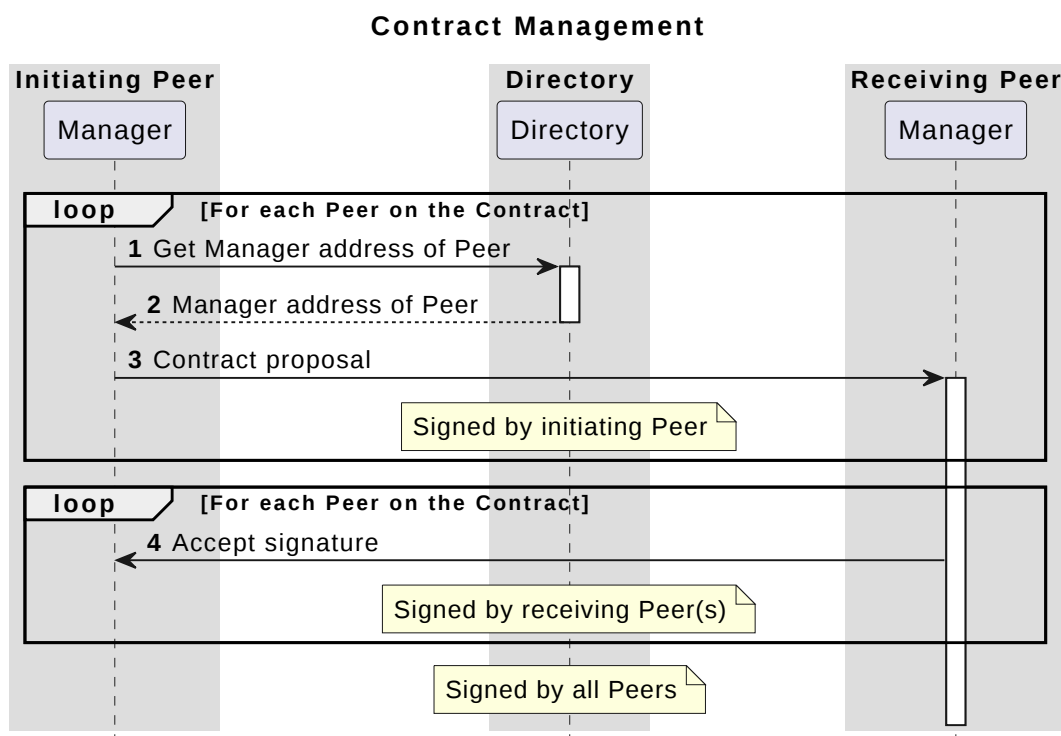 Contract Management
Initiating Peer
Directory
Receiving Peer
Manager
Directory
Manager
loop [For each Peer on the Contract]
1 Get Manager address of Peer
2 Manager address of Peer
3 Contract proposal
Signed by initiating Peer
loop [For each Peer on the Contract]
4 Accept signature
Signed by receiving Peer(s)
Signed by all Peers